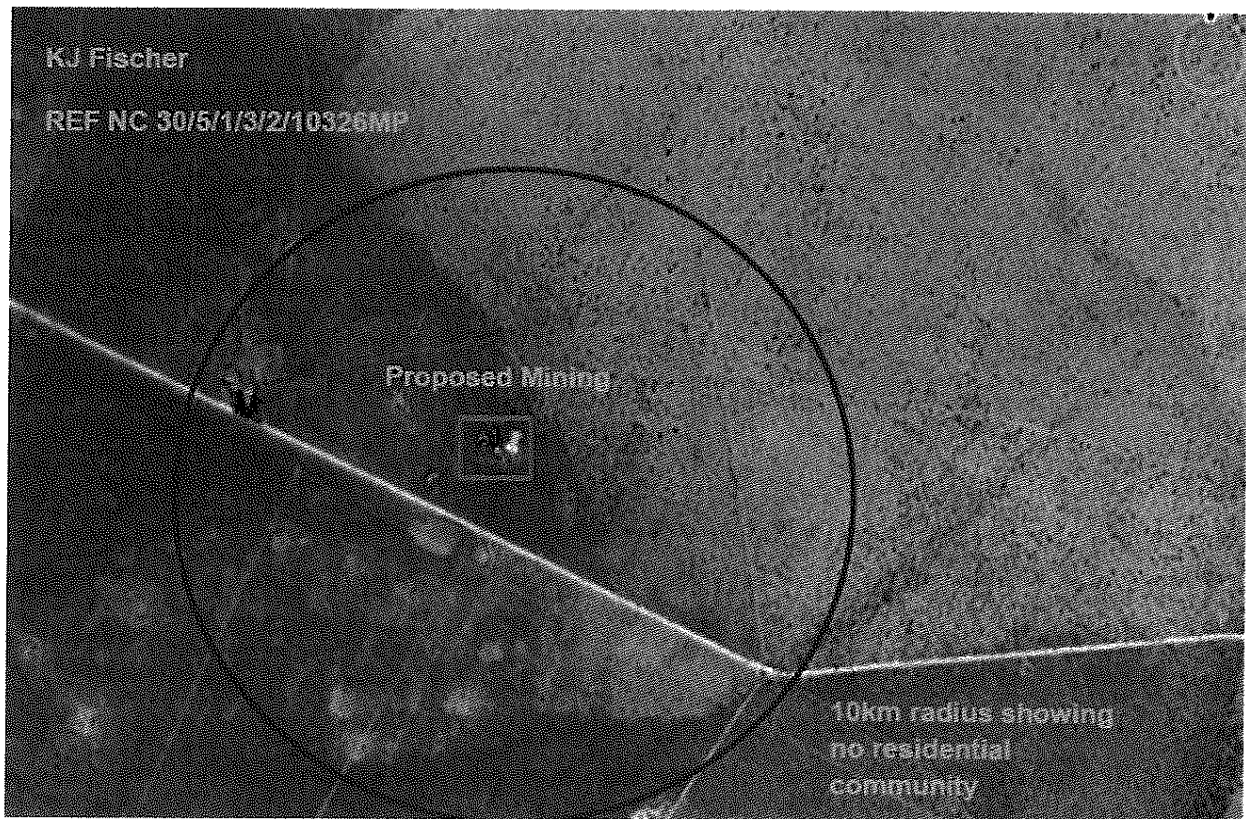 KJ Fischer
REF NC 30/5/1/3/2/10326MP
Proposed Mining
10km radius showing
no residential
community